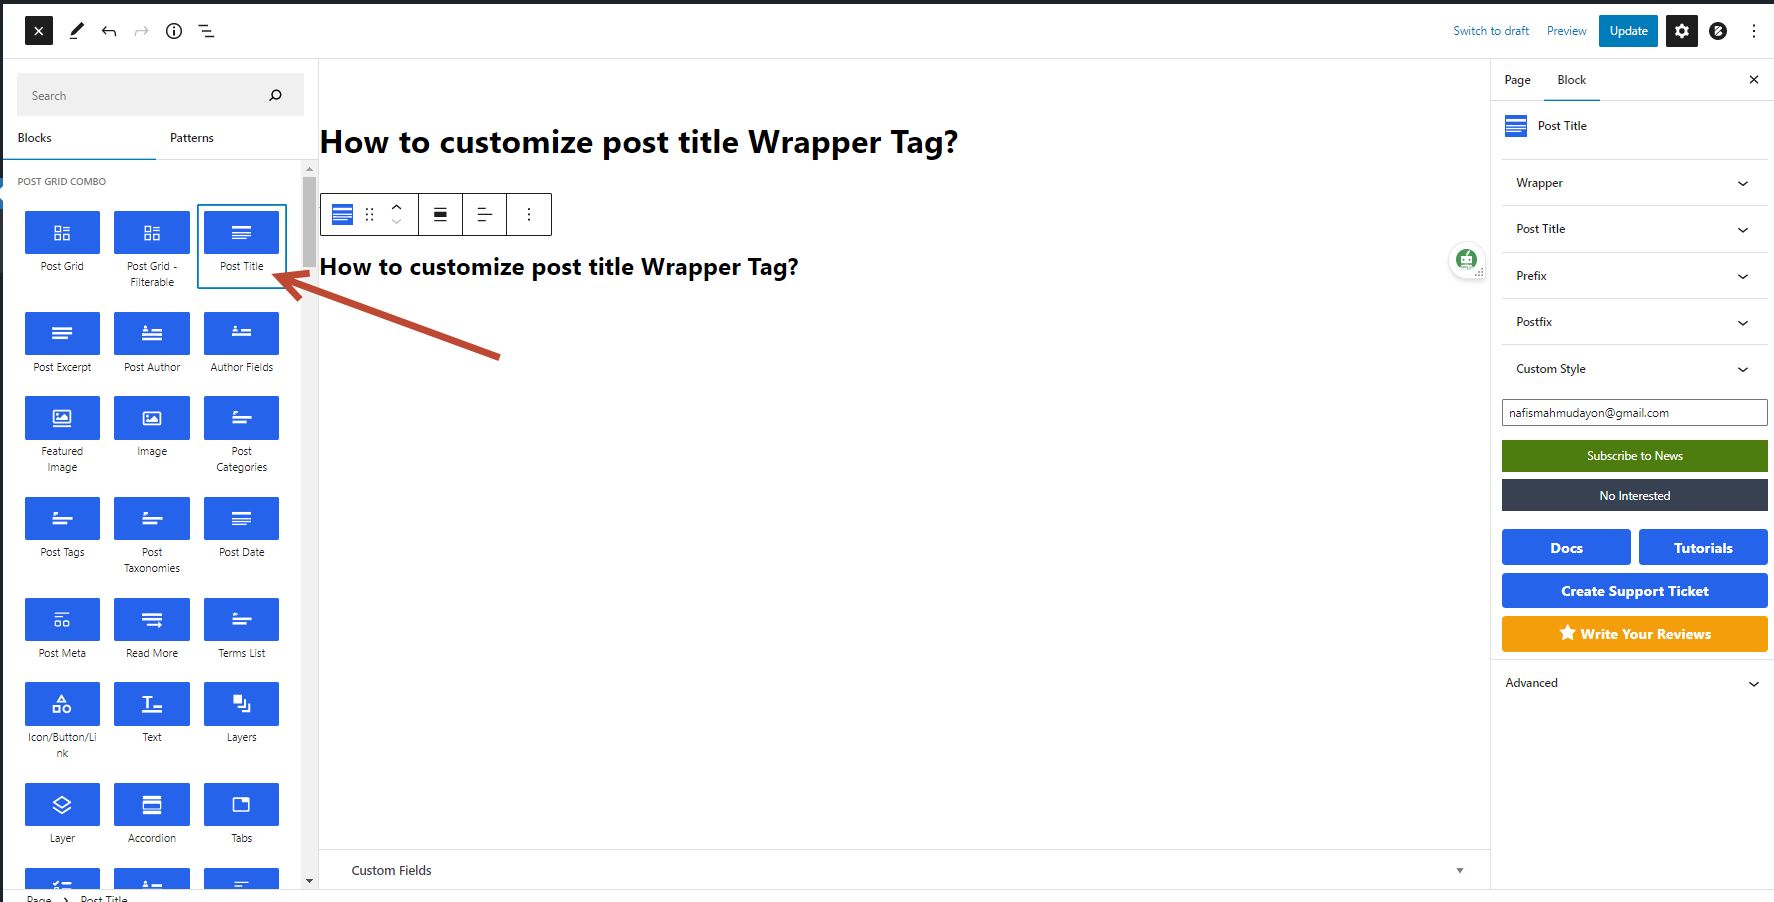 Switch to draft
Preview
Update
Search
Blocks
Patterns
POST GRID COMBO
Post Grid
Post Grid -
Filterable
Post Title
Post Excerpt
Post Author
Author Fields
Featured
Image
Image
Post
Categories
Post Tags
Post
Taxonomies
Post Date
Post Meta
Read More
Terms List
Icon/Button/Li
nk
Text
Layers
Layer
Accordion
Tabs
How to customize post title Wrapper Tag?
How to customize post title Wrapper Tag?
Custom Fields
Page
Block
Post Title
Wrapper
Post Title
Prefix
Postfix
Custom Style
nafismahmudayon@gmail.com
Subscribe to News
No Interested
Docs
Tutorials
Create Support Ticket
Write Your Reviews
Advanced
Page
Post Title